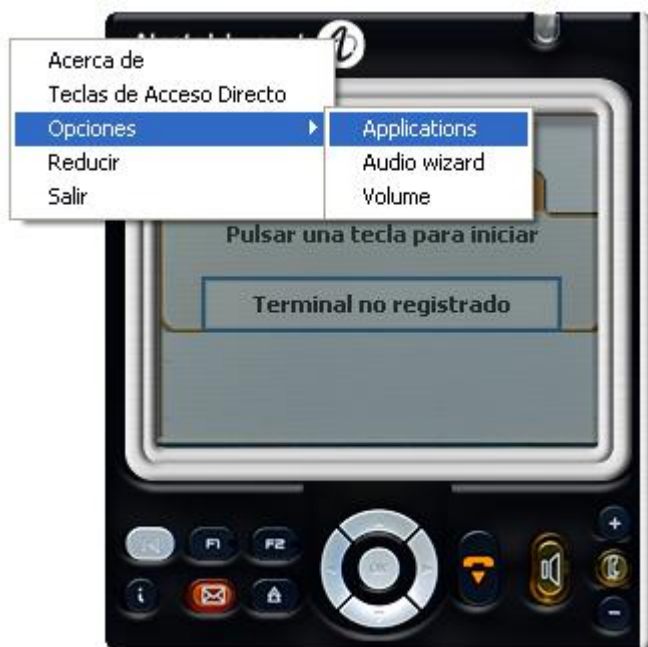 Acerca de
Teclas de Acceso Directo
Opciones
Reducir
Salir
Applications
Audio wizard
Volume
Pulsar una tecla para iniciar
Terminal no registrado
F1
F2
OK
i
+
-